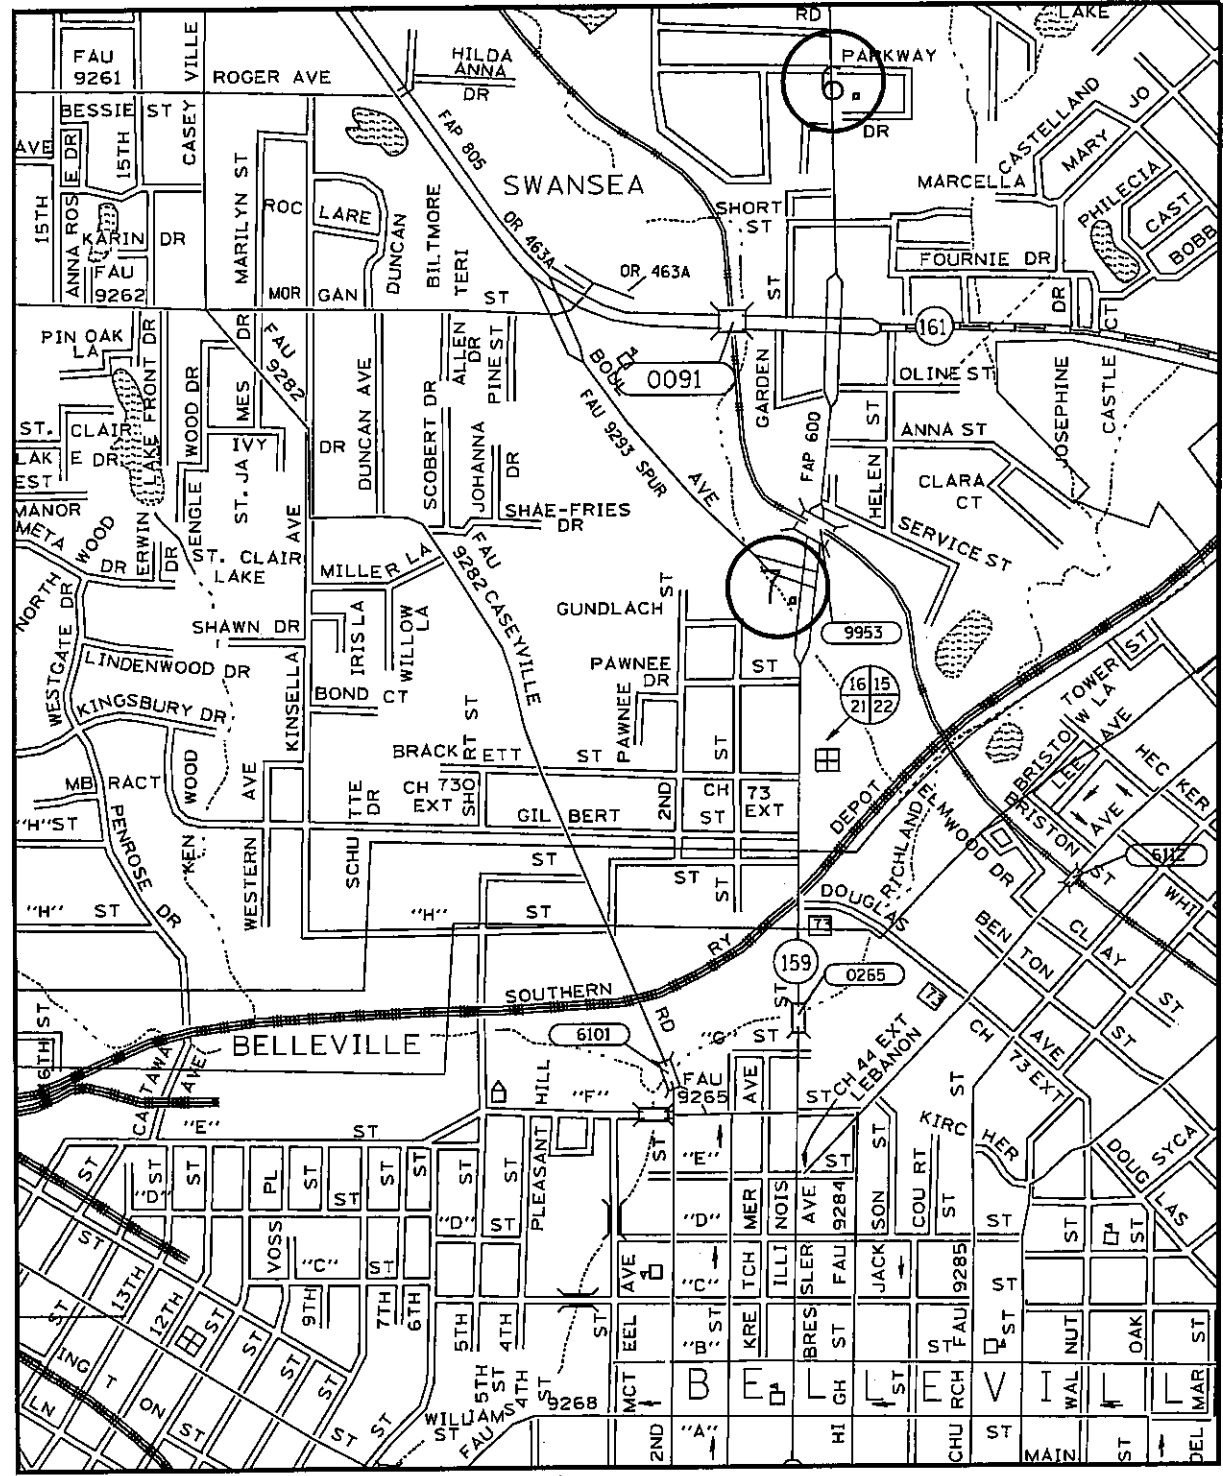 RD
LAKE
FAU
9261
CASEY VILLE
ROGER AVE
HILDA
ANNA
DR
PARKWAY
DR
BESSIE ST
15TH
AVE
E DR
FAP 805
CASTELLAND
MARY
JO
SWANSEA
MARCELLA
PHILECIA
CAST
BOBB
15TH
ANNA ROS
KARIN DR
MARILYN ST
ROC
LARE
DUNCAN
BILTMORE
TERI
OR 463A
OR 463A
SHORT
ST
FOURNIE DR
FAU
9262
MOR GAN
ST
ST
DR
CT
161
PIN OAK
LA
LAKE FRONT DR
DR
FAU
9282
ALLEN
DR
PINE ST
BOUL
0091
GARDEN
OLINE ST
JOSEPHINE
CASTLE
WOOD DR
MES
DUNCAN AVE
SCOBERT DR
FAU 9293 SPUR
AVE
FAP 600
ST
ANNA ST
ST. CLAIR
LAK E DR
EST
MANOR
IVY
DR
ST. JA
ENGLE
JOHANNA
DR
HELEN
CLARA
CT
META
WOOD
DR
ERWIN
DR
AVE
SHAE-FRIES
DR
SERVICE ST
ST. CLAIR
LAKE
MILLER LA
FAU
9282 CASEYVILLE
NORTH
WESTGATE DR
GUNDLACH
ST
SHAWN DR
IRIS LA
WILLOW
LA
9953
LINDENWOOD DR
KINSELLA
PAWNEE
DR
ST
TOWER
ST
16 15
21 22
KINGSBURY DR
BOND CT
PAWNEE
BRISTO W LA
LEE
AVE
BRACK ETT
ST
SHO RT ST
ST
HEC KER
MB RACT
WOOD
AVE
CH 730
EXT
2ND
CH 73
ST EXT
DEPOT
BRISTON
AVE
"H" ST
PENROSE
DR
KEN
WESTERN
SCHU TTE
DR
GIL BERT
ST
RICHLAND
ELMWOOD DR
ST
6112
ST
ST
DOUGLAS
WHI
"H" ST
"H" ST
73
BEN TON
CL AY
ST
159
RY
SOUTHERN
0265
73
6TH ST
BELLEVILLE
CATAWA
AVE
6101
RD
"G" ST
ST
CH 44 EXT
LEBANON
CH
73 EXT
AVE
ST
HILL
"F"
FAU
9265
AVE
ST
"E"
ST
PLEASANT
ST
"E"
ST
KIRC HER
ST
DOUG LAS
SYCA
ST
"D"
ST
ST
PL
ST
ST
ST
ST
"D"
ST
ST
ST
"D"
MER
NOIS
AVE
9284
SON ST
COU RT
ST
ST
ST
ST
13TH
12TH
VOSS
"C"
ST
AVE
"C"
TCH
ILLI
SLER
FAU
JACK
9285
ST
9TH
7TH
6TH
5TH
4TH
ST
EEL
ST
"B"
KRE
BRES
ST
ST
FAU
ST
NUT
OAK
ST
ST
ST
ST
ST
ST
ING T ON
LN
ST
ST
ST
5TH
ST
4TH
ST
WILLIAMS
ST
FAU
9268
MCT
2ND
"A"
BELLEVILL
HI GH
ST
CHU RCH
ST
WAL
MAIN
ST
MAR
DEL